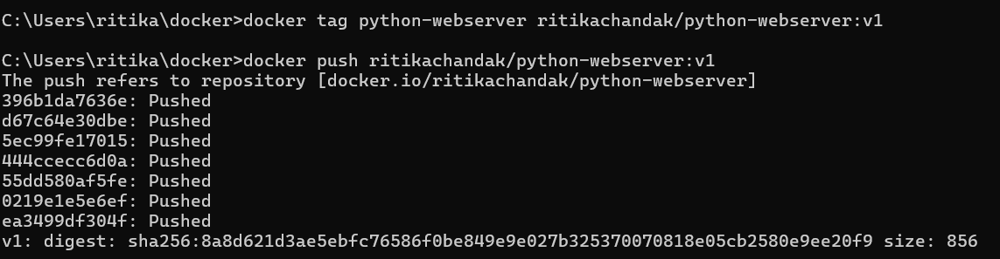 C:\Users\ritika\docker>docker tag python-webserver ritikachandak/python-webserver:v1
C:\Users\ritika\docker>docker push ritikachandak/python-webserver:v1
The push refers to repository [docker.io/ritikachandak/python-webserver]
396b1da7636e: Pushed
d67c64e30dbe: Pushed
5ec99fe17015: Pushed
444ccecc6d0a: Pushed
55dd580af5fe: Pushed
0219e1e5e6ef: Pushed
ea3499df304f: Pushed
v1: digest: sha256:8a8d621d3ae5ebfc76586f0be849e9e027b325370070818e05cb2580e9ee20f9 size: 856